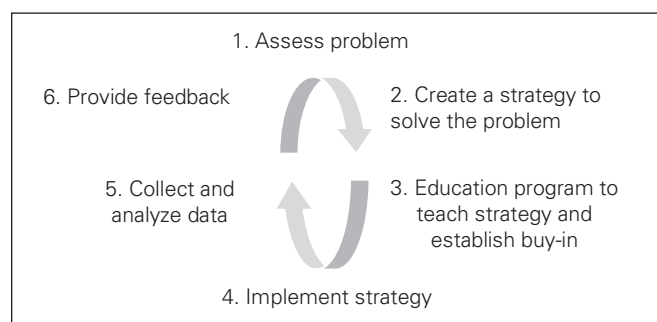 1. Assess problem
2. Create a strategy to
solve the problem
3. Education program to
teach strategy and
establish buy-in
4. Implement strategy
5. Collect and
analyze data
6. Provide feedback